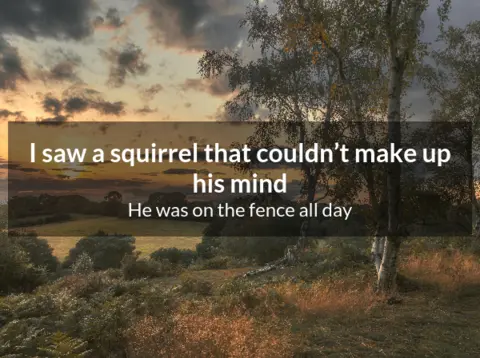 I saw a squirrel that couldn’t make up
his mind
He was on the fence all day